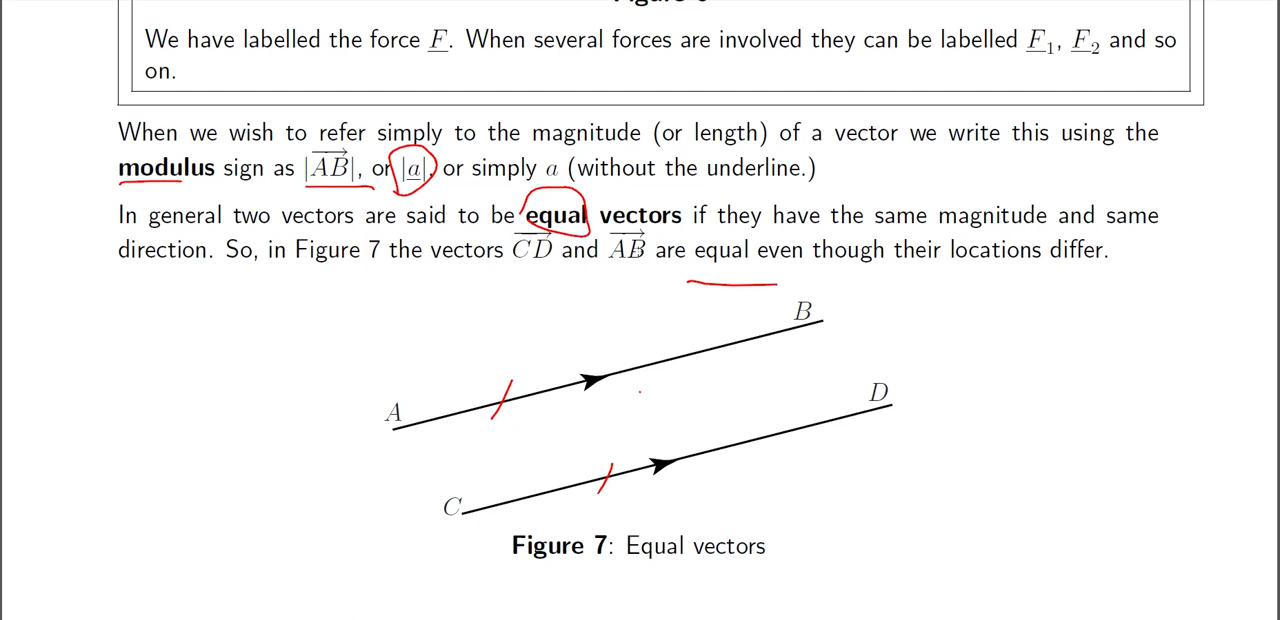 We have labelled the force F. When several forces are involved they can be labelled F₁, F₂ and so
on.
When we wish to refer simply to the magnitude (or length) of a vector we write this using the
modulus sign as |AB|, or |a|, or simply a (without the underline.)
In general two vectors are said to be equal vectors if they have the same magnitude and same
direction. So, in Figure 7 the vectors CD and AB are equal even though their locations differ.
B
D
A
C
Figure 7: Equal vectors